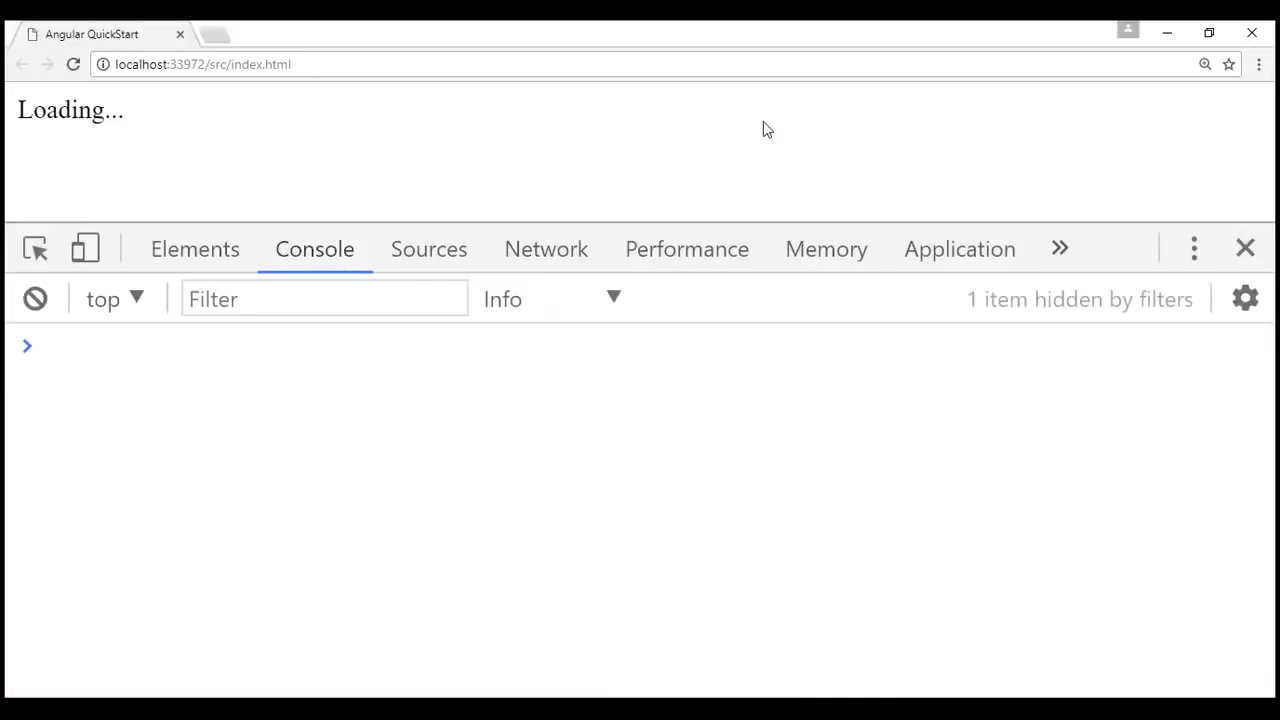 Angular QuickStart
localhost:33972/src/index.html
Loading...
Elements Console Sources Network Performance Memory Application
top Filter Info 1 item hidden by filters